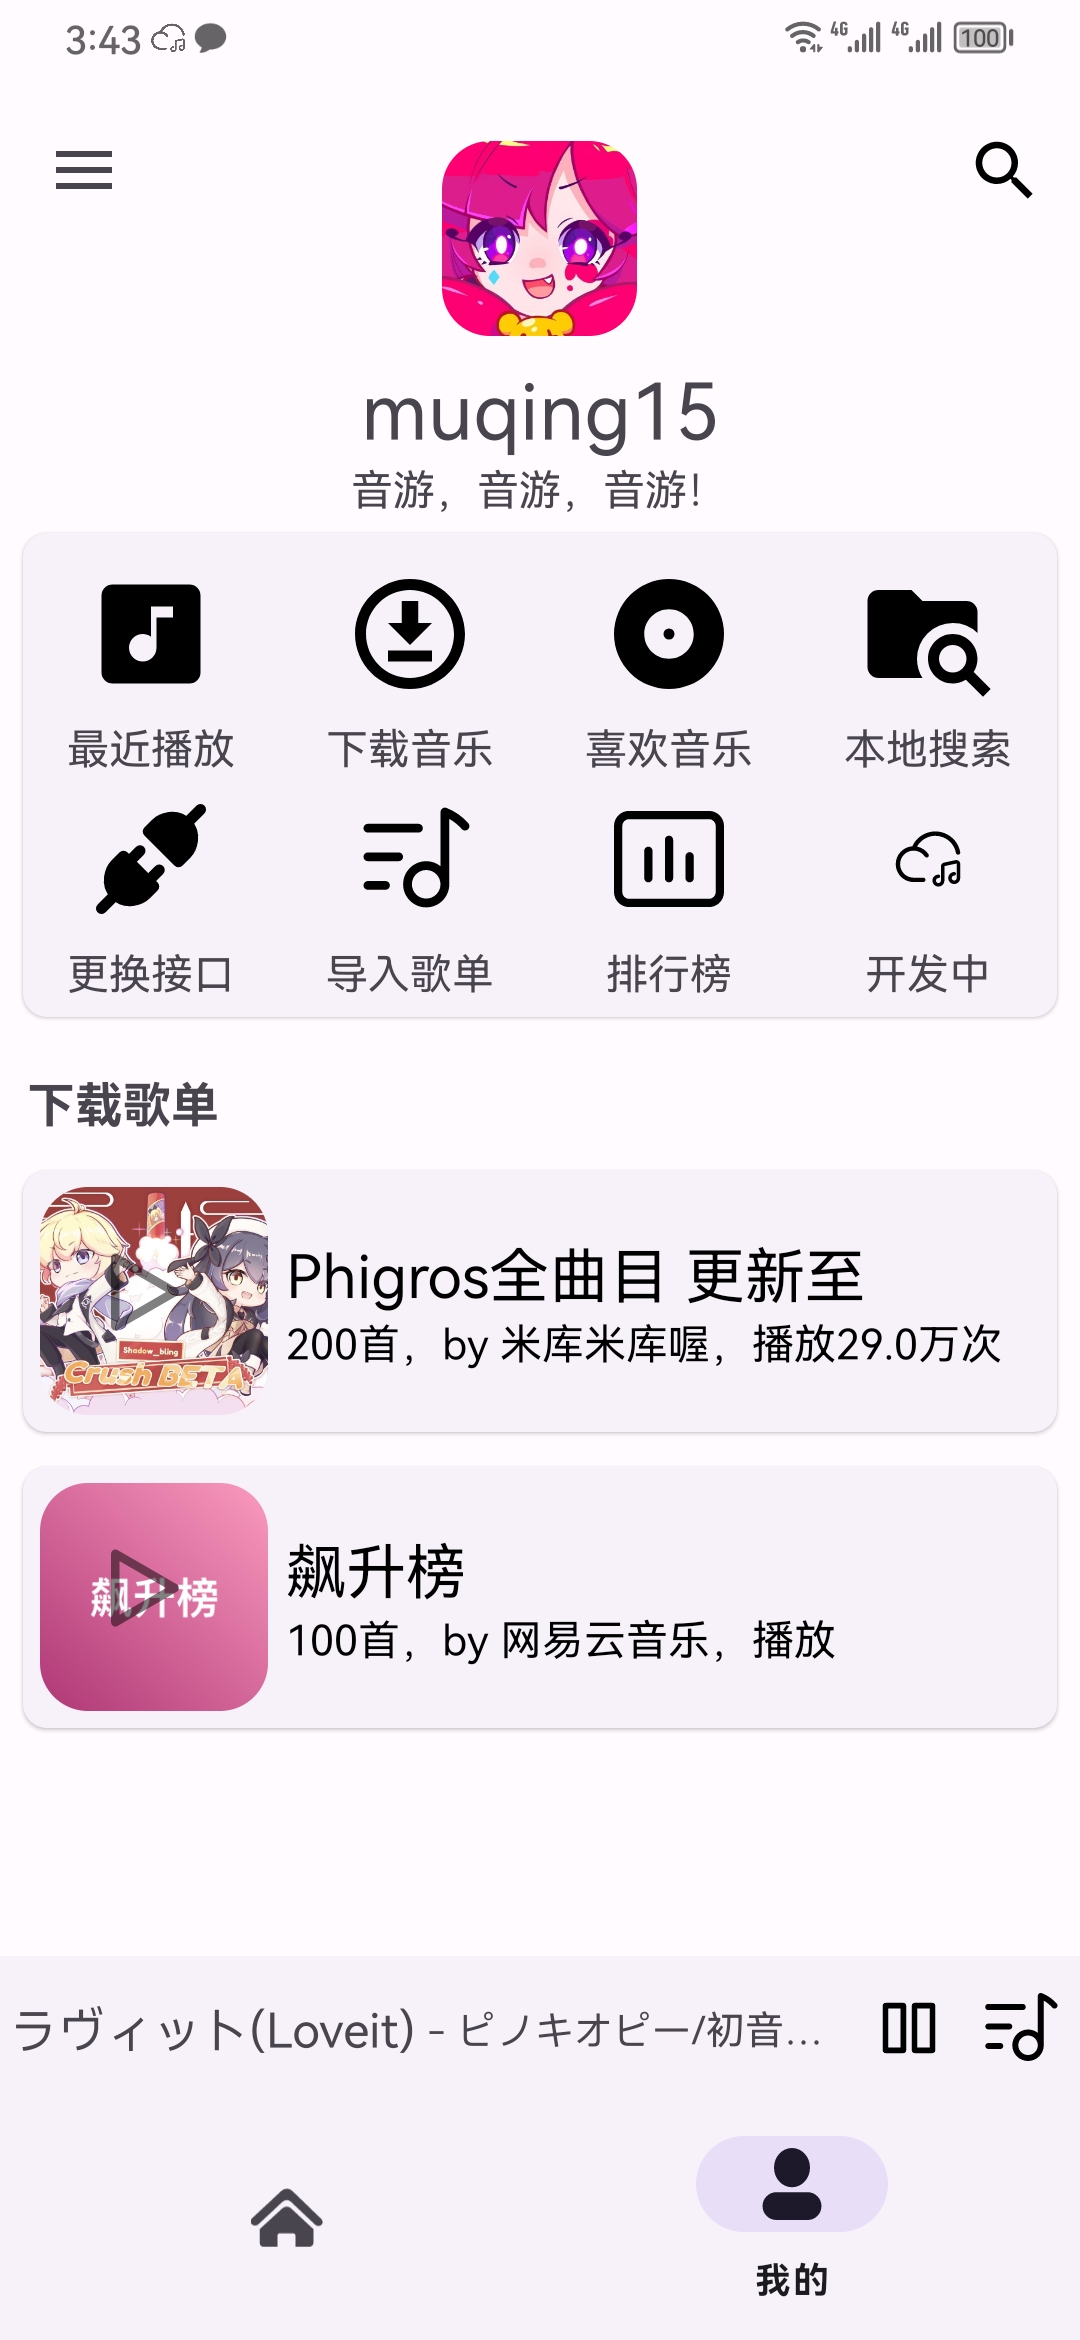 3:43
4G
4G
100
muqing15
音游，音游，音游！
最近播放
下载音乐
喜欢音乐
本地搜索
更换接口
导入歌单
排行榜
开发中
下载歌单
Shadow_bling
Crush BETA
Phigros全曲目 更新至
200首，by 米库米库喔，播放29.0万次
飙升榜
飙升榜
100首，by 网易云音乐，播放
ラヴィット(Loveit) - ピノキオピー/初音...
我的